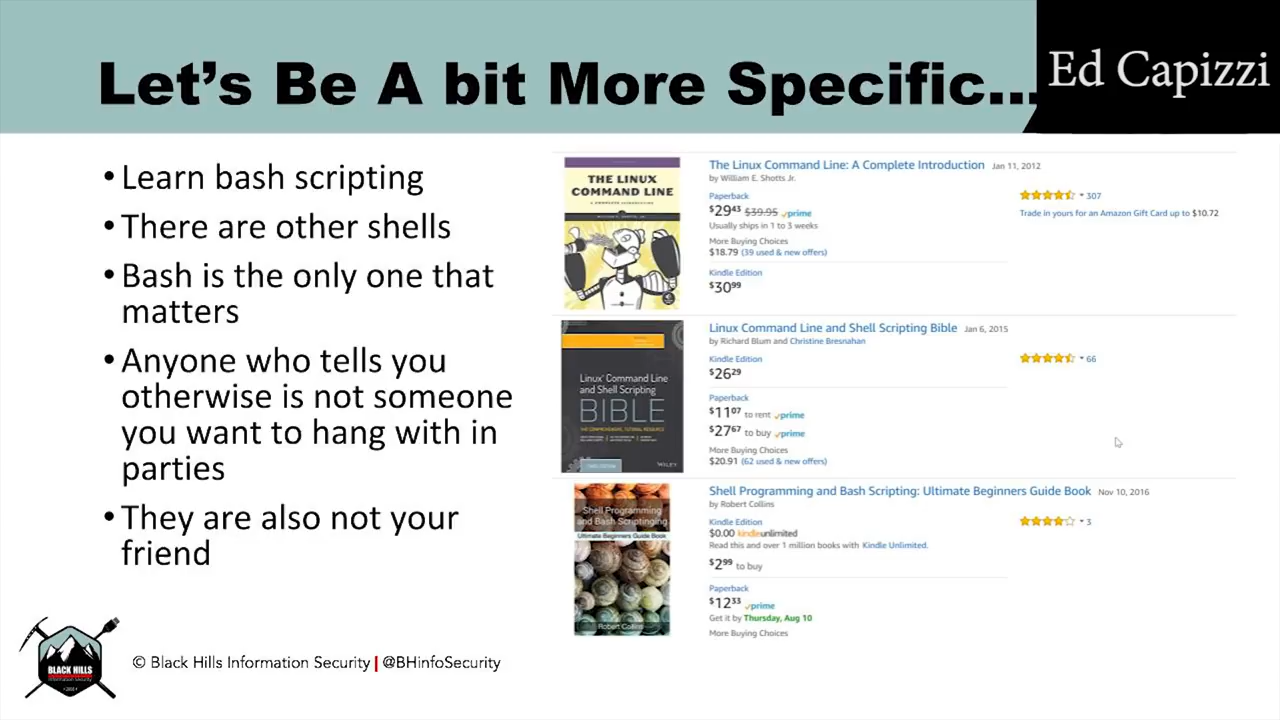 Let's Be A bit More Specific...
Ed Capizzi
• Learn bash scripting
• There are other shells
• Bash is the only one that
matters
• Anyone who tells you
otherwise is not someone
you want to hang with in
parties
• They are also not your
friend
THE LINUX
COMMAND LINE
The Linux Command Line: A Complete Introduction Jan 11, 2012
by William E. Shotts Jr.
Paperback
$29.43 $39.95 prime
Usually ships in 1 to 3 weeks
More Buying Choices
$18.79 (39 used & new offers)
Kindle Edition
$30.99
307
Trade in yours for an Amazon Gift Card up to $10.72
Linux Command Line
and Shell Scripting
BIBLE
WILEY
Linux Command Line and Shell Scripting Bible Jan 6, 2015
by Richard Blum and Christine Bresnahan
Kindle Edition
$26.29
Paperback
$11.07 to rent prime
$27.67 to buy prime
More Buying Choices
$20.91 (62 used & new offers)
66
Shell Programming
and Bash Scriptinging
Ultimate Beginners Guide Book
Robert Collins
Shell Programming and Bash Scripting: Ultimate Beginners Guide Book Nov 10, 2016
by Robert Collins
Kindle Edition
$0.00 kindleunlimited
Read this and over 1 million books with Kindle Unlimited.
$2.99 to buy
Paperback
$12.33 prime
Get it by Thursday, Aug 10
More Buying Choices
3
BLACK HILLS
Information Security
© Black Hills Information Security | @BHinfoSecurity